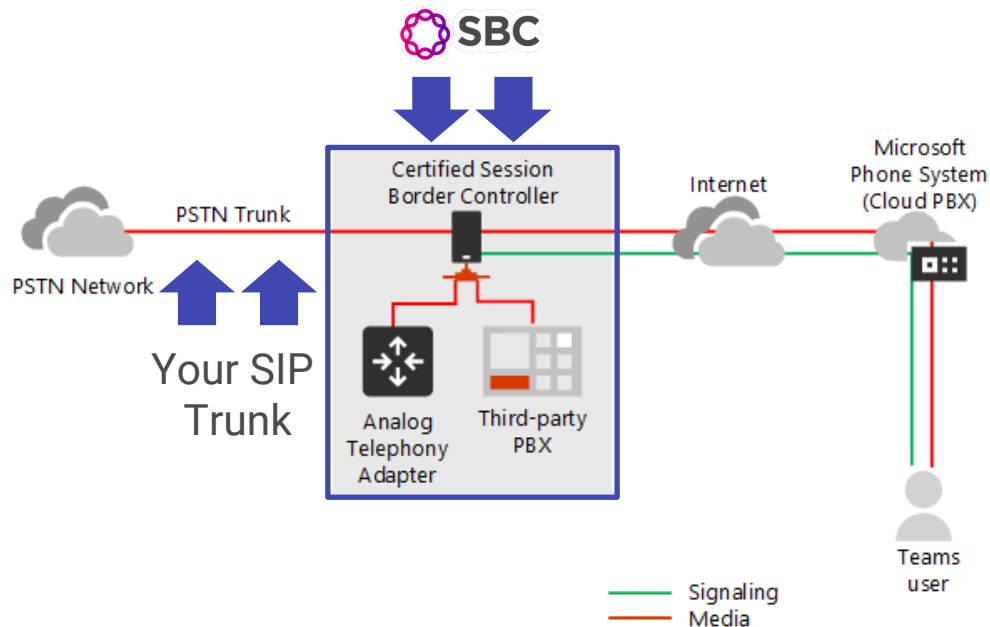 SBC
Certified Session
Border Controller
Microsoft
Phone System
(Cloud PBX)
Internet
PSTN Trunk
PSTN Network
Your SIP
Trunk
Analog
Telephony
Adapter
Third-party
PBX
Teams
user
Signaling
Media